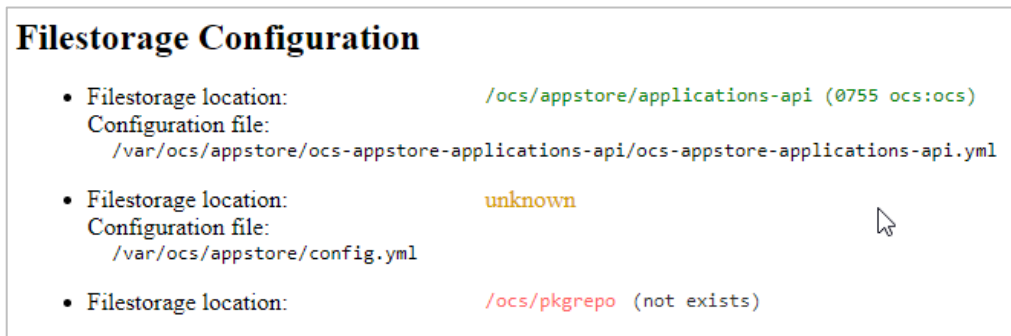 Filestorage Configuration
• Filestorage location: /ocs/appstore/applications-api (0755 ocs:ocs)
Configuration file:
/var/ocs/appstore/ocs-appstore-applications-api/ocs-appstore-applications-api.yml
• Filestorage location: unknown
Configuration file:
/var/ocs/appstore/config.yml
• Filestorage location: /ocs/pkgrepo (not exists)